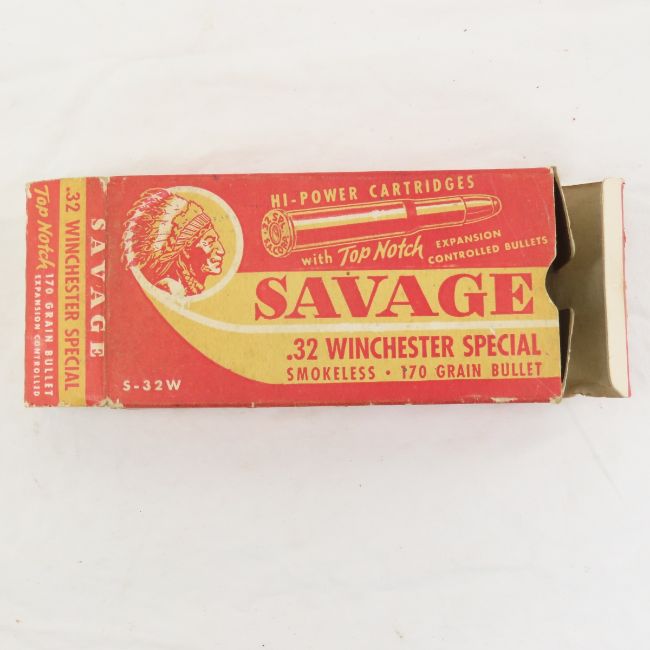 HI-POWER CARTRIDGES
with Top Notch EXPANSION CONTROLLED BULLETS
SAVAGE
.32 WINCHESTER SPECIAL
SMOKELESS • 170 GRAIN BULLET
S-32W
SAVAGE
.32 WINCHESTER SPECIAL
Top Notch 170 GRAIN BULLET
EXPANSION CONTROLLED